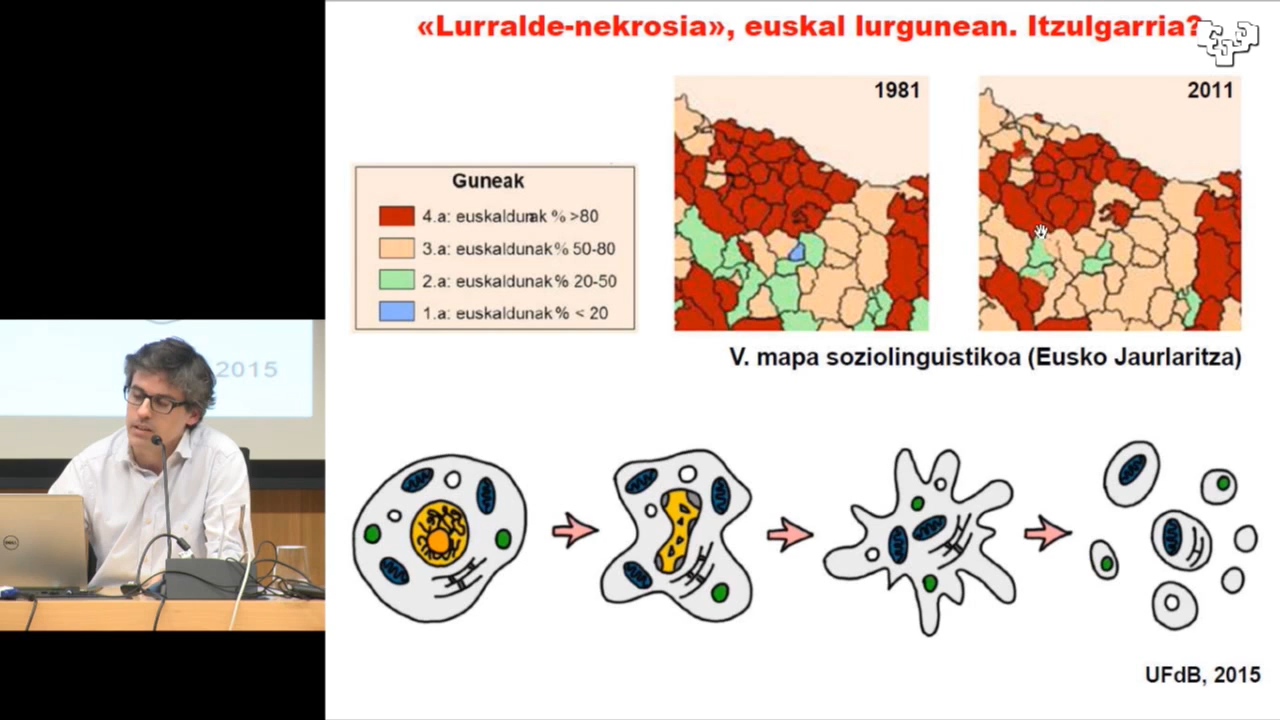 «Lurralde-nekrosia», euskal lurgunean. Itzulgarria?
1981
2011
Guneak
4.a: euskaldunak % >80
3.a: euskaldunak % 50-80
2.a: euskaldunak % 20-50
1.a: euskaldunak % < 20
V. mapa soziolinguistikoa (Eusko Jaurlaritza)
2015
DELL
UFdB, 2015